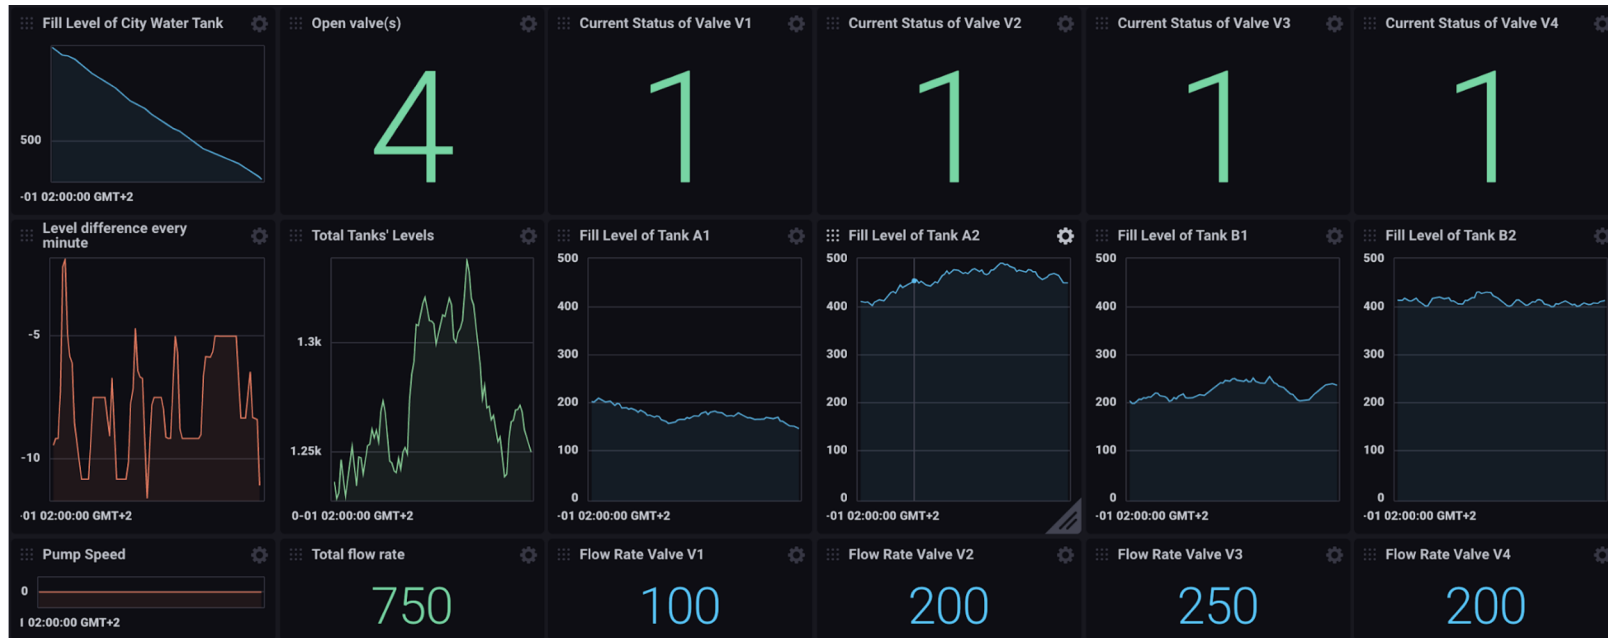 Fill Level of City Water Tank
Open valve(s)
Current Status of Valve V1
Current Status of Valve V2
Current Status of Valve V3
Current Status of Valve V4
500
-01 02:00:00 GMT+2
4
1
1
1
1
Level difference every
minute
Total Tanks' Levels
Fill Level of Tank A1
Fill Level of Tank A2
Fill Level of Tank B1
Fill Level of Tank B2
-5
-10
-01 02:00:00 GMT+2
1.3k
1.25k
0-01 02:00:00 GMT+2
500
400
300
200
100
0
-01 02:00:00 GMT+2
500
400
300
200
100
0
-01 02:00:00 GMT+2
500
400
300
200
100
0
-01 02:00:00 GMT+2
500
400
300
200
100
0
-01 02:00:00 GMT+2
Pump Speed
Total flow rate
Flow Rate Valve V1
Flow Rate Valve V2
Flow Rate Valve V3
Flow Rate Valve V4
0
02:00:00 GMT+2
750
100
200
250
200